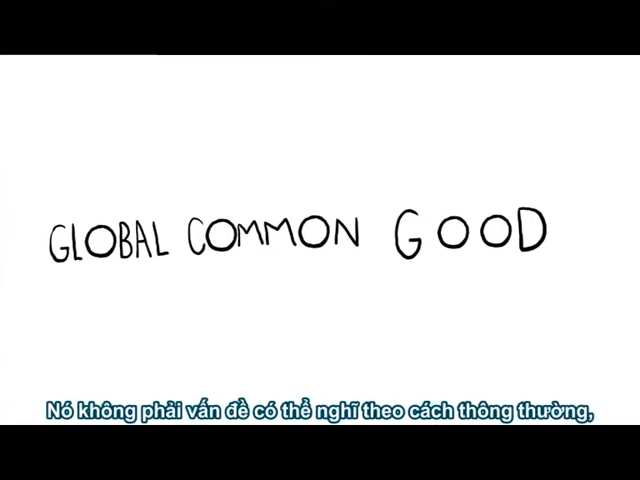 GLOBAL COMMON GOOD
Nó không phải vấn đề có thể nghĩ theo cách thông thường,